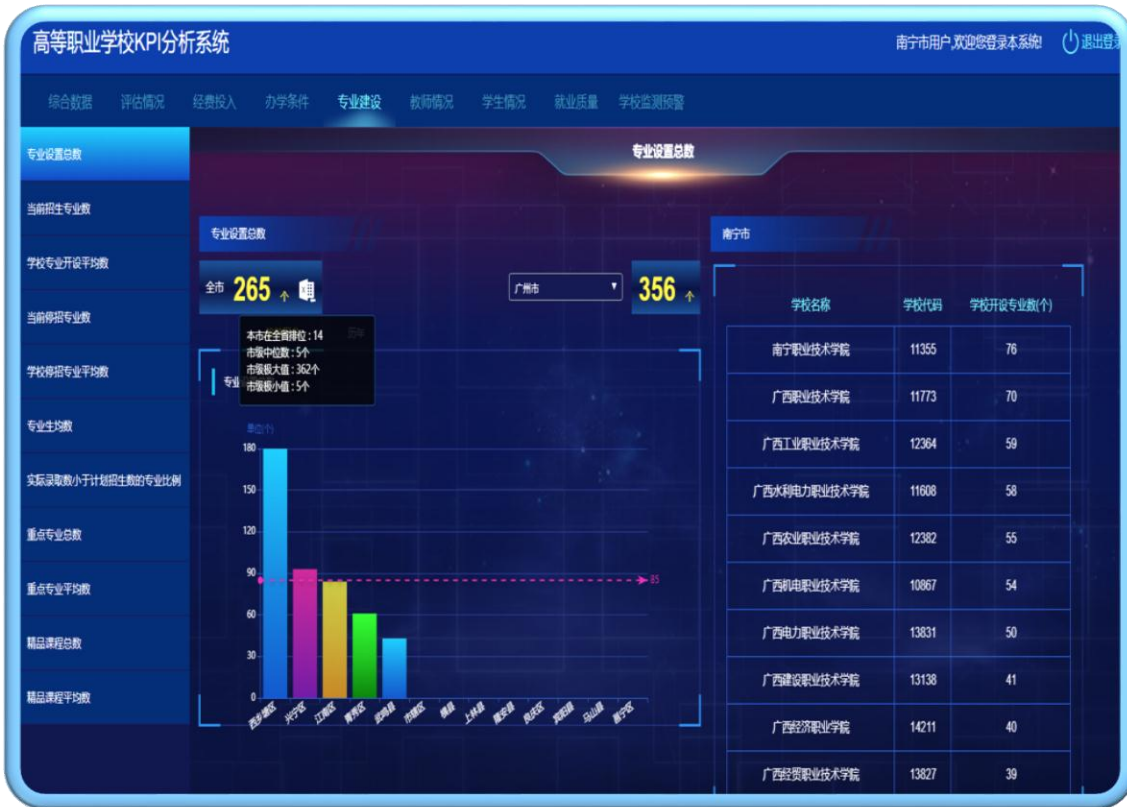 高等职业学校KPI分析系统
南宁市用户,欢迎您登录本系统! 退出登录
综合数据 评估情况 经费投入 办学条件 专业建设 教师情况 学生情况 就业质量 学校监测预警
专业设置总数
当前招生专业数
学校专业开设平均数
当前停招专业数
学校停招专业平均数
专业生均数
实际录取数小于计划招生数的专业比例
重点专业总数
重点专业平均数
精品课程总数
精品课程平均数
专业设置总数
专业设置总数
全市 265 个
广州市 356 个
本市在全省排位:14
市级中位数:5个
市级极大值:362个
市级极小值:5个
单位(个)
180
150
120
90
60
30
0
85
西乡塘区 兴宁区 江南区 青秀区 武鸣县 市辖区 横县 上林县 隆安县 良庆区 宾阳县 马山县 邕宁区
南宁市
学校名称 学校代码 学校开设专业数(个)
南宁职业技术学院 11355 76
广西职业技术学院 11773 70
广西工业职业技术学院 12364 59
广西水利电力职业技术学院 11608 58
广西农业职业技术学院 12382 55
广西机电职业技术学院 10867 54
广西电力职业技术学院 13831 50
广西建设职业技术学院 13138 41
广西经济职业学院 14211 40
广西经贸职业技术学院 13827 39